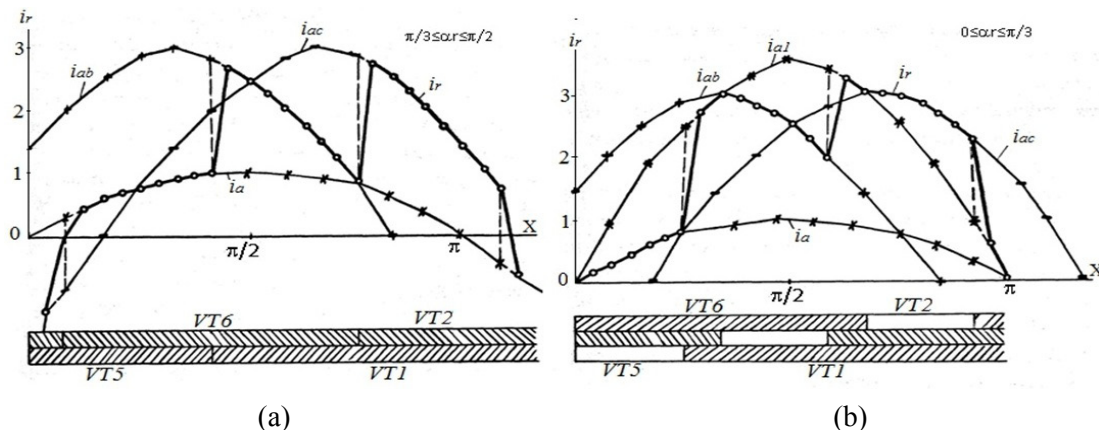 ir
iac
π/3≤αr≤π/2
iab
ir
3
2
1
ia
0
π/2
π
X
VT6
VT2
VT5
VT1
(a)
ir
0≤αr≤π/3
ia1
iab
ir
3
iac
2
1
ia
0
π/2
π
X
VT6
VT2
VT5
VT1
(b)